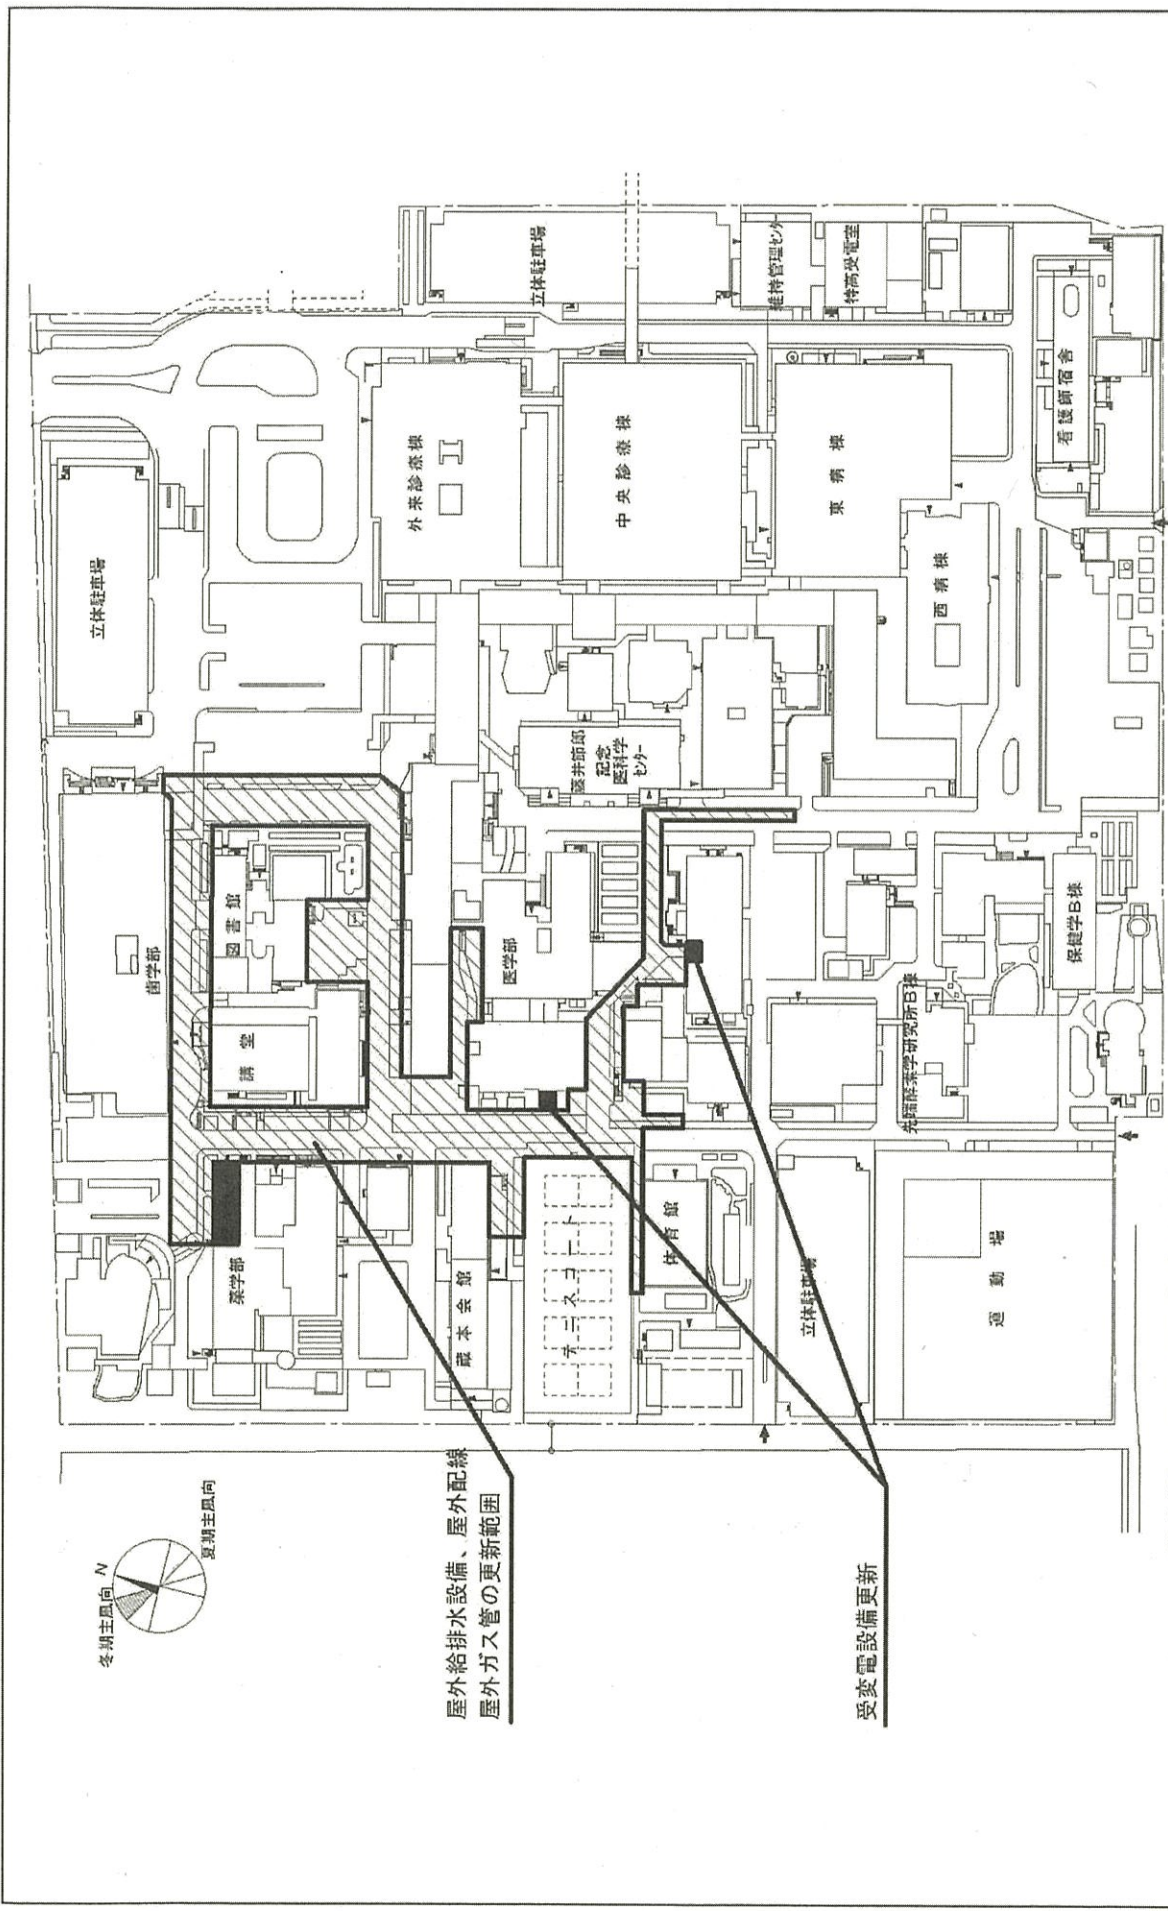 冬期主風向
N
夏期主風向
屋外給排水設備、屋外配線
屋外ガス管の更新範囲
受変電設備更新
歯学部
立体駐車場
薬学部
講堂
図書館
外来診療棟
立体駐車場
蔵本会館
テニスコート
医学部
藤井節郎
記念
医科学
センター
中央診療棟
体育館
維持管理センター
東病棟
特高受電室
立体駐車場
先端酵素学研究所B棟
西病棟
運動場
保健学B棟
看護師宿舎